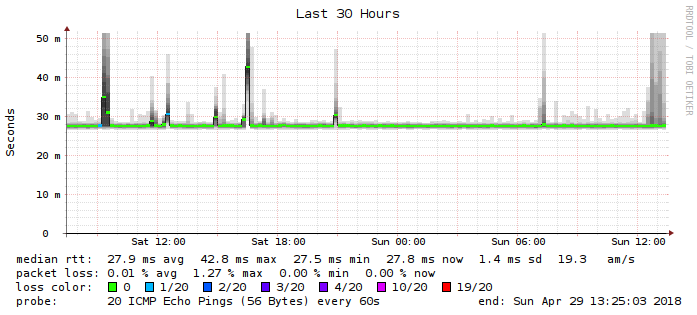 Last 30 Hours
RRDTOOL / TOBI OETIKER
Seconds
50 m
40 m
30 m
20 m
10 m
0
Sat 12:00 Sat 18:00 Sun 00:00 Sun 06:00 Sun 12:00
median rtt: 27.9 ms avg 42.8 ms max 27.5 ms min 27.8 ms now 1.4 ms sd 19.3 am/s
packet loss: 0.01 % avg 1.27 % max 0.00 % min 0.00 % now
loss color: 0 1/20 2/20 3/20 4/20 10/20 19/20
probe: 20 ICMP Echo Pings (56 Bytes) every 60s end: Sun Apr 29 13:25:03 2018